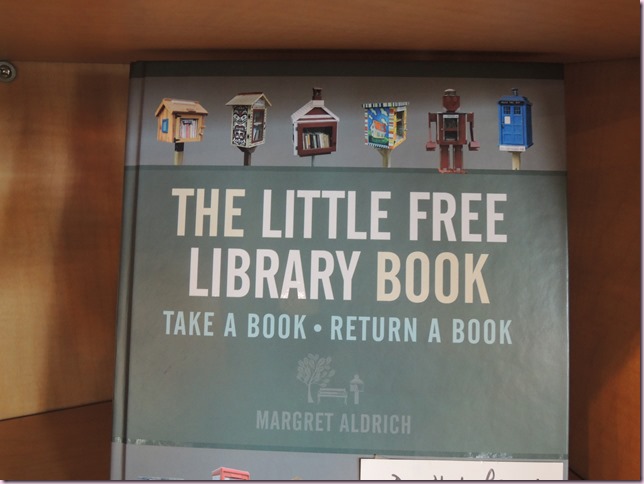 THE LITTLE FREE
LIBRARY BOOK
TAKE A BOOK • RETURN A BOOK
MARGRET ALDRICH